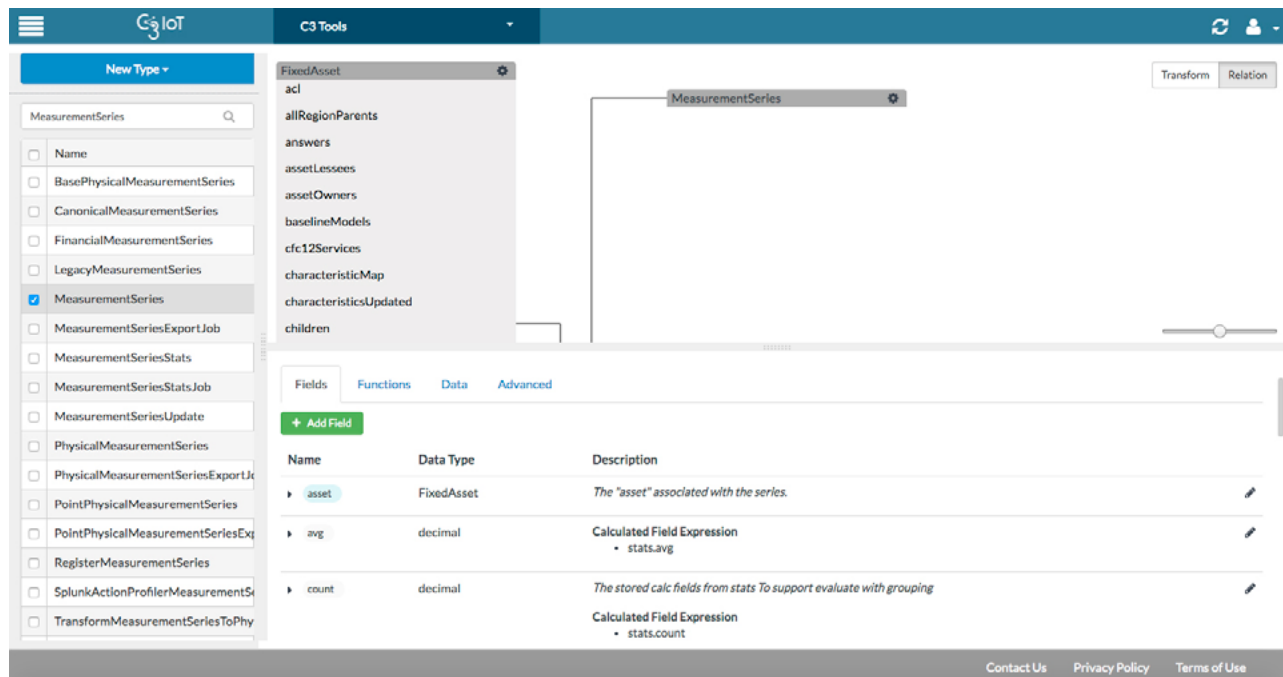 C3 IoT
C3 Tools
New Type
MeasurementSeries
Name
BasePhysicalMeasurementSeries
CanonicalMeasurementSeries
FinancialMeasurementSeries
LegacyMeasurementSeries
MeasurementSeries
MeasurementSeriesExportJob
MeasurementSeriesStats
MeasurementSeriesStatsJob
MeasurementSeriesUpdate
PhysicalMeasurementSeries
PhysicalMeasurementSeriesExportJo
PointPhysicalMeasurementSeries
PointPhysicalMeasurementSeriesExp
RegisterMeasurementSeries
SplunkActionProfilerMeasurementSe
TransformMeasurementSeriesToPhy
FixedAsset
acl
allRegionParents
answers
assetLessees
assetOwners
baselineModels
cfc12Services
characteristicMap
characteristicsUpdated
children
MeasurementSeries
Transform Relation
Fields Functions Data Advanced
+ Add Field
Name Data Type Description
asset FixedAsset The "asset" associated with the series.
avg decimal Calculated Field Expression
• stats.avg
count decimal The stored calc fields from stats To support evaluate with grouping
Calculated Field Expression
• stats.count
Contact Us Privacy Policy Terms of Use